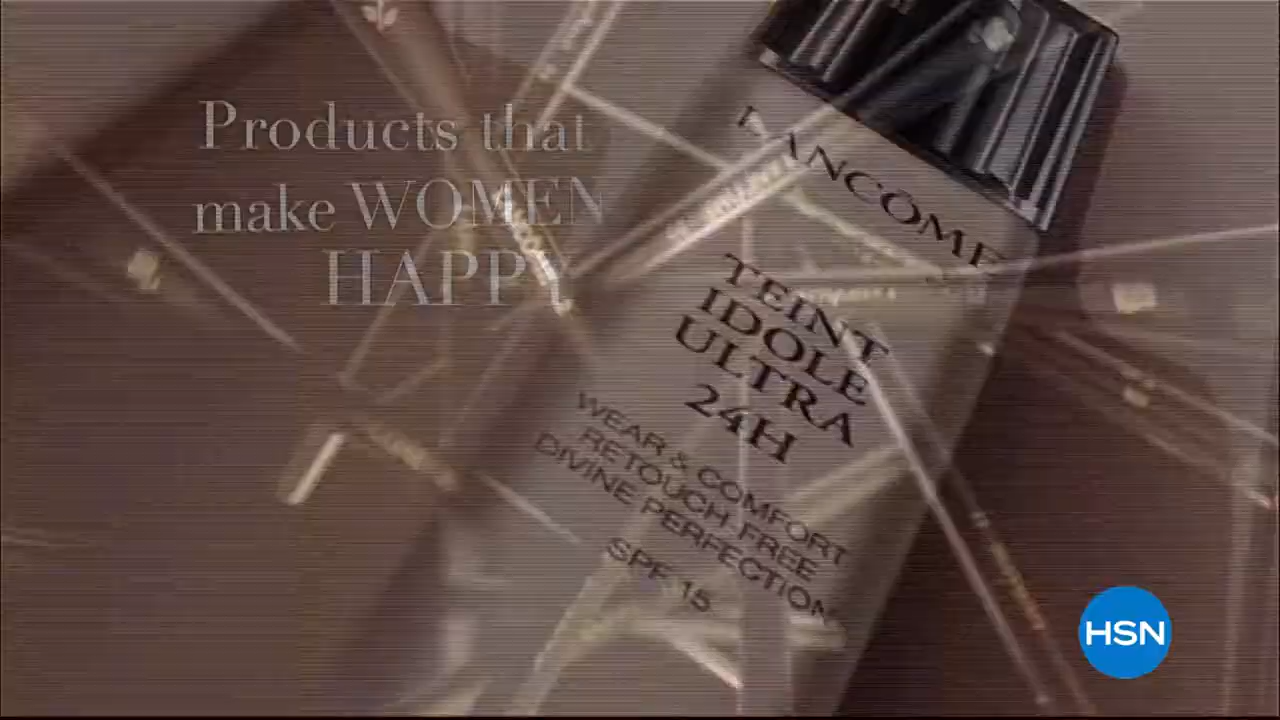 Products that
make WOMEN
HAPPY
LANCÔME
TEINT
IDOLE
ULTRA
24H
WEAR & COMFORT
RETOUCH-FREE
DIVINE PERFECTION
SPF 15
HSN